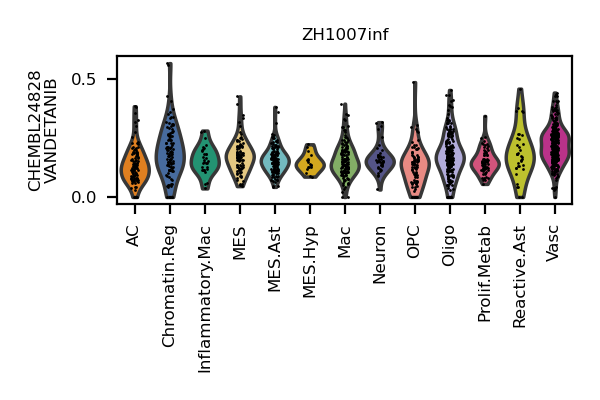 ZH1007inf
CHEMBL24828
VANDETANIB
0.5
0.0
AC
Chromatin.Reg
Inflammatory.Mac
MES
MES.Ast
MES.Hyp
Mac
Neuron
OPC
Oligo
Prolif.Metab
Reactive.Ast
Vasc